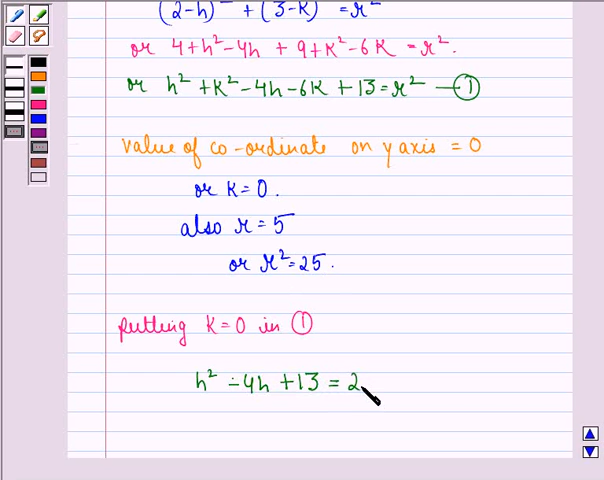 (2-h)² + (3-k)² = r²
or 4+h²-4h + 9+k²-6k = r².
or h²+k²-4h-6k+13=r² —①
value of co-ordinate on y axis = 0
or k=0.
also r=5
or r²=25.
putting k=0 in ①
h²-4h+13=2